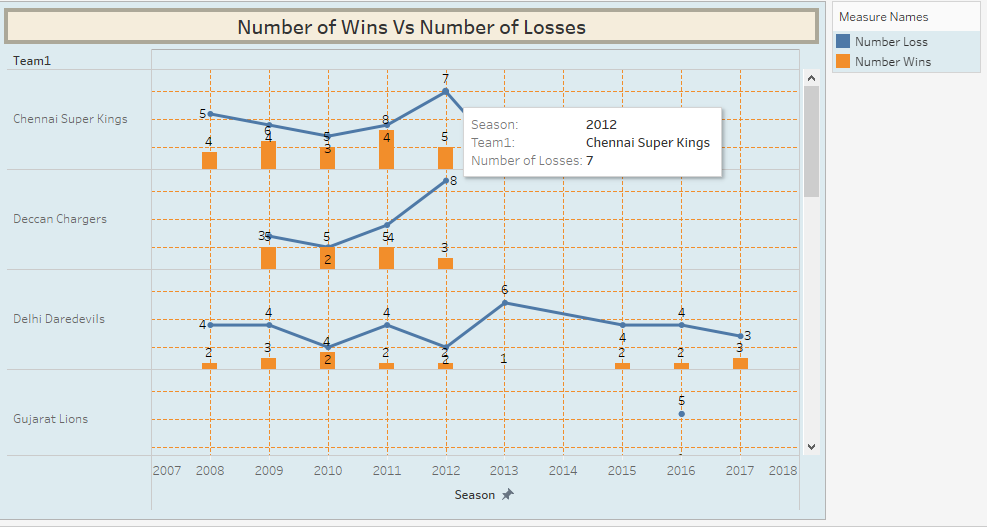 Number of Wins Vs Number of Losses
Measure Names
Number Loss
Number Wins
Team1
Chennai Super Kings
5 6 5 8 7
4 4 3 4 5
Season: 2012
Team1: Chennai Super Kings
Number of Losses: 7
Deccan Chargers
3 5 4 8
5 2 5 3
Delhi Daredevils
4 4 4 4 2 6 4 4 3
2 3 2 2 2 1 2 2 3
Gujarat Lions
5
2007 2008 2009 2010 2011 2012 2013 2014 2015 2016 2017 2018
Season